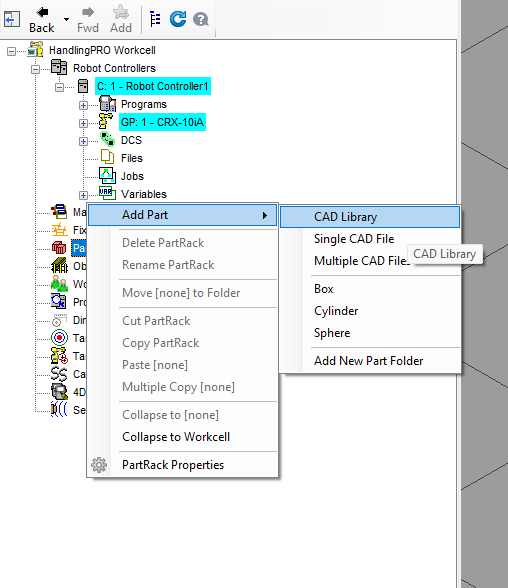 Back Fwd Add
HandlingPRO Workcell
Robot Controllers
C: 1 - Robot Controller1
Programs
GP: 1 - CRX-10iA
DCS
Files
Jobs
Variables
Ma
Fix
Pa
Ob
Wo
Pro
Dim
Tar
Tar
Ca
4D
Se
Add Part
Delete PartRack
Rename PartRack
Move [none] to Folder
Cut PartRack
Copy PartRack
Paste [none]
Multiple Copy [none]
Collapse to [none]
Collapse to Workcell
PartRack Properties
CAD Library
Single CAD File
Multiple CAD File
CAD Library
Box
Cylinder
Sphere
Add New Part Folder